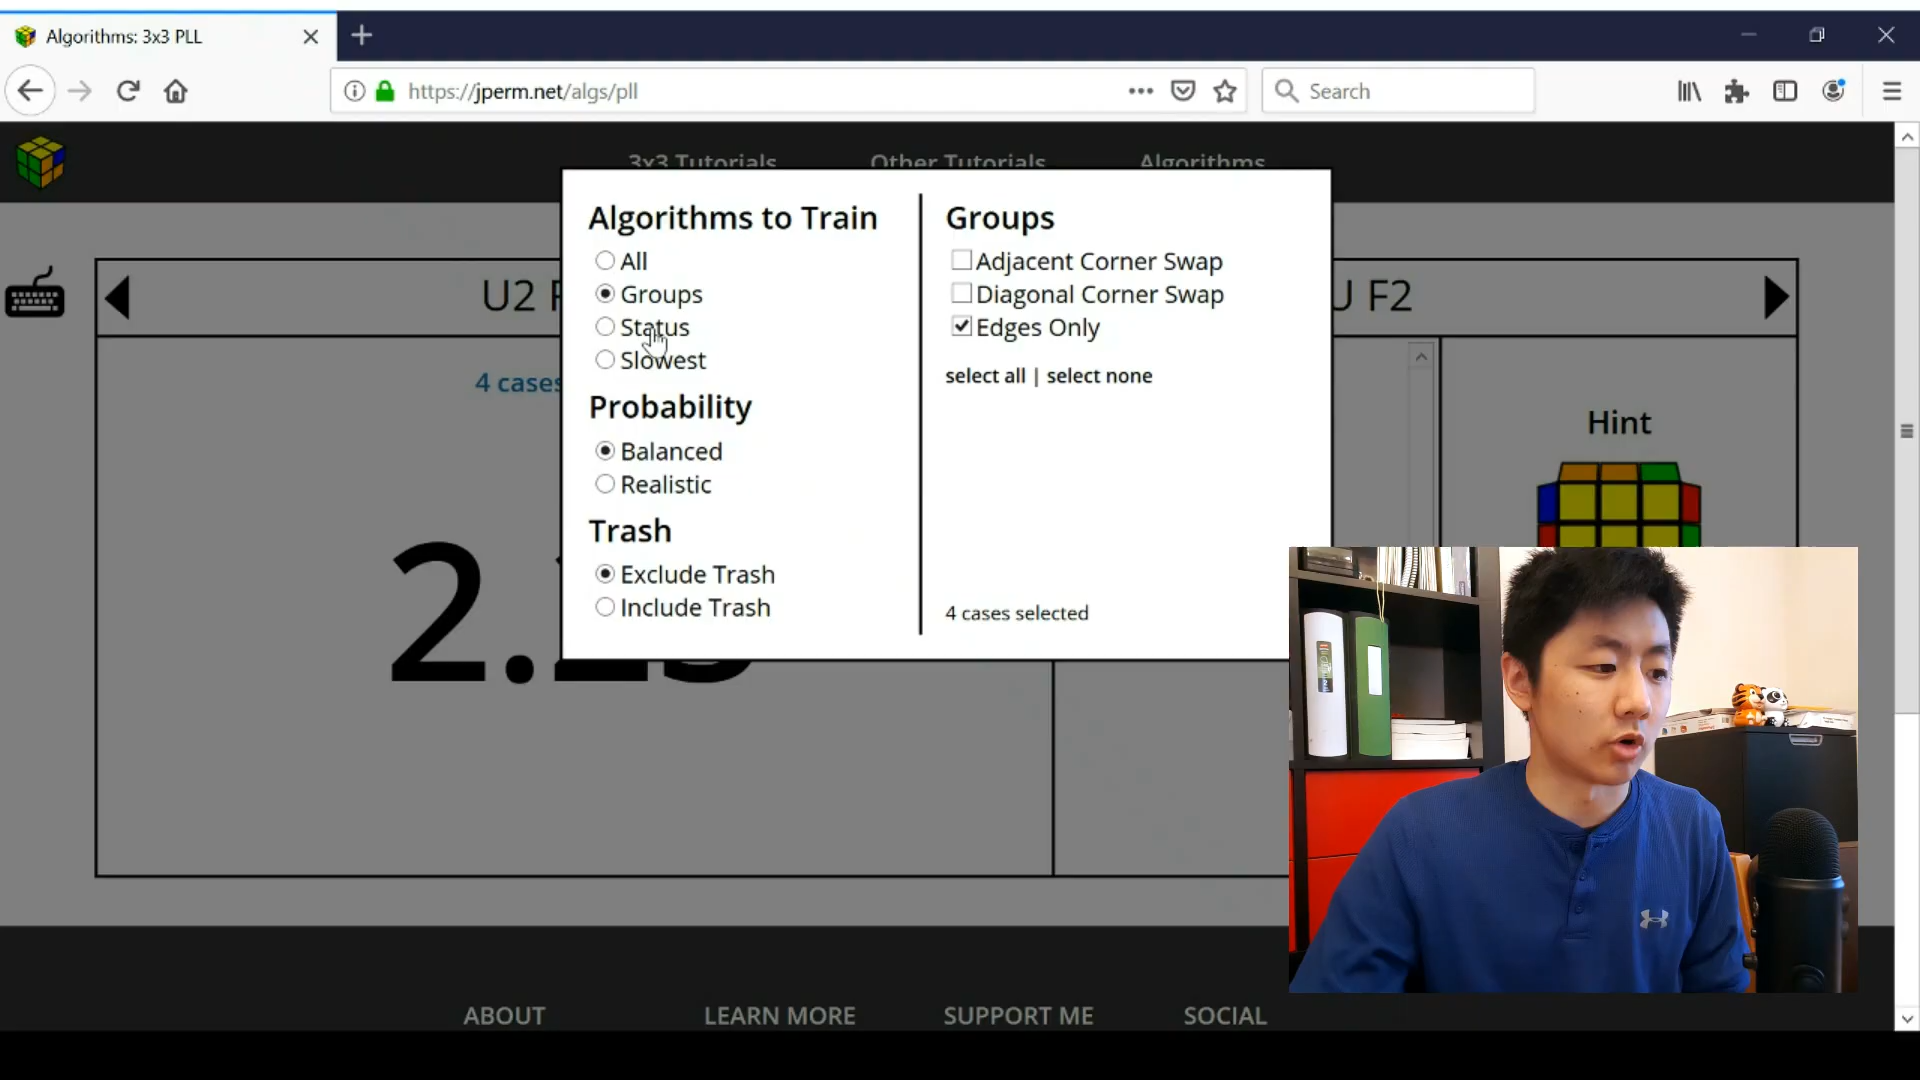 Algorithms: 3x3 PLL
https://jperm.net/algs/pll
Search
3x3 Tutorials Other Tutorials Algorithms
U2 U F2
4 cases
2.
Hint
Algorithms to Train
All
Groups
Status
Slowest
Probability
Balanced
Realistic
Trash
Exclude Trash
Include Trash
Groups
Adjacent Corner Swap
Diagonal Corner Swap
Edges Only
select all | select none
4 cases selected
ABOUT LEARN MORE SUPPORT ME SOCIAL